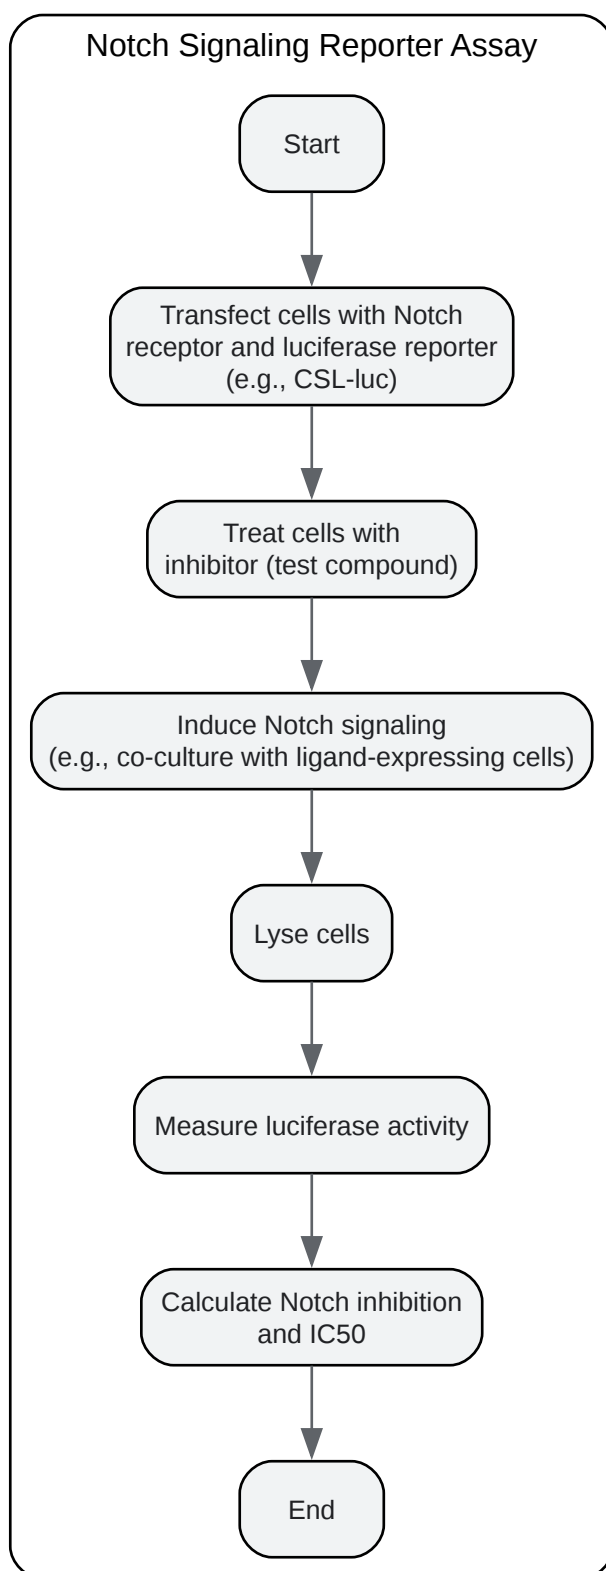 Notch Signaling Reporter Assay
Start
Transfect cells with Notch
receptor and luciferase reporter
(e.g., CSL-luc)
Treat cells with
inhibitor (test compound)
Induce Notch signaling
(e.g., co-culture with ligand-expressing cells)
Lyse cells
Measure luciferase activity
Calculate Notch inhibition
and IC50
End